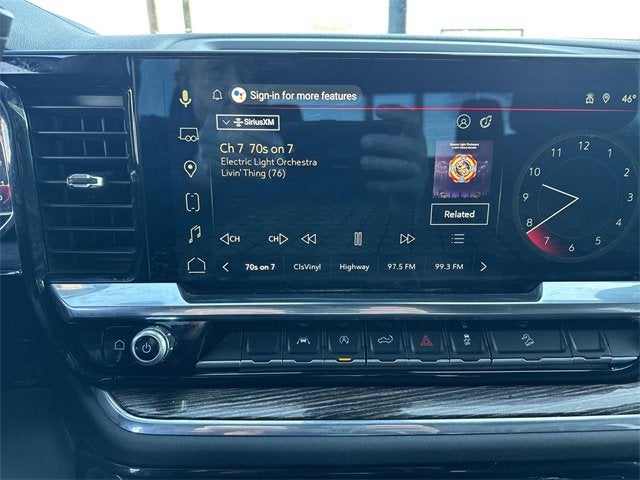 Sign-in for more features
46°
SiriusXM
Ch 7 70s on 7
Electric Light Orchestra
Livin' Thing (76)
Related
CH
CH
70s on 7
ClsVinyl
Highway
97.5 FM
99.3 FM
12
1
2
3
4
5
6
7
8
9
10
11